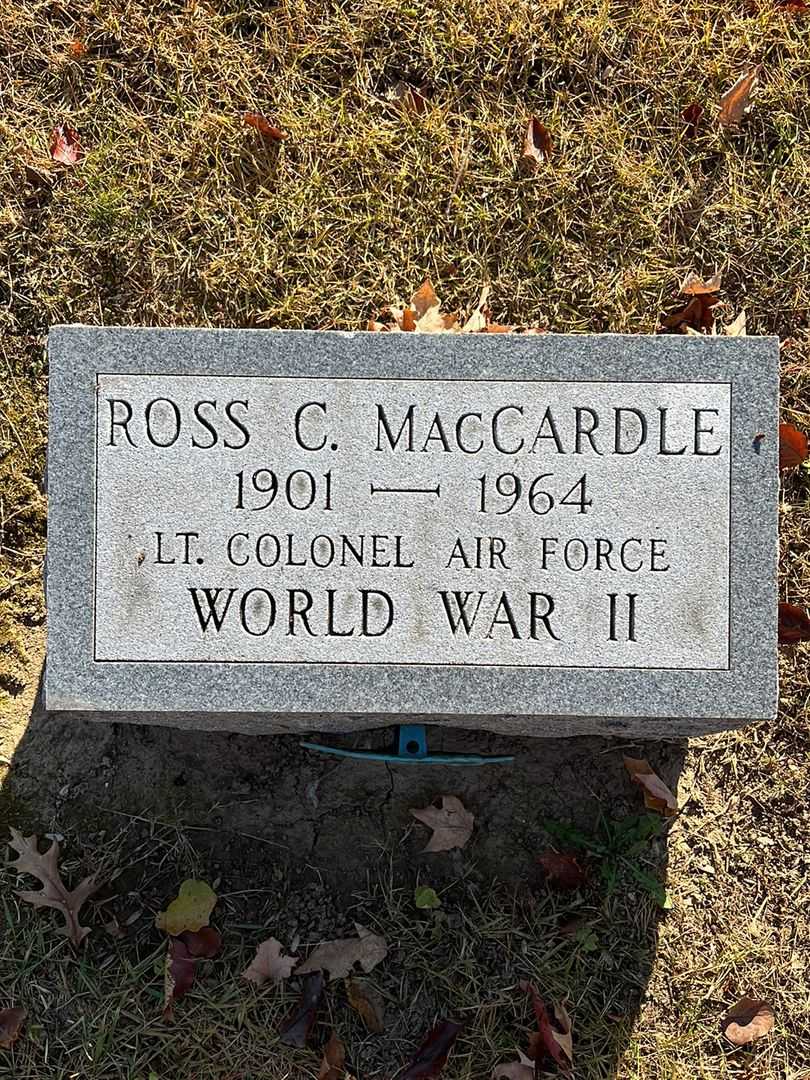 ROSS C. MACCARDLE
1901 — 1964
LT. COLONEL AIR FORCE
WORLD WAR II